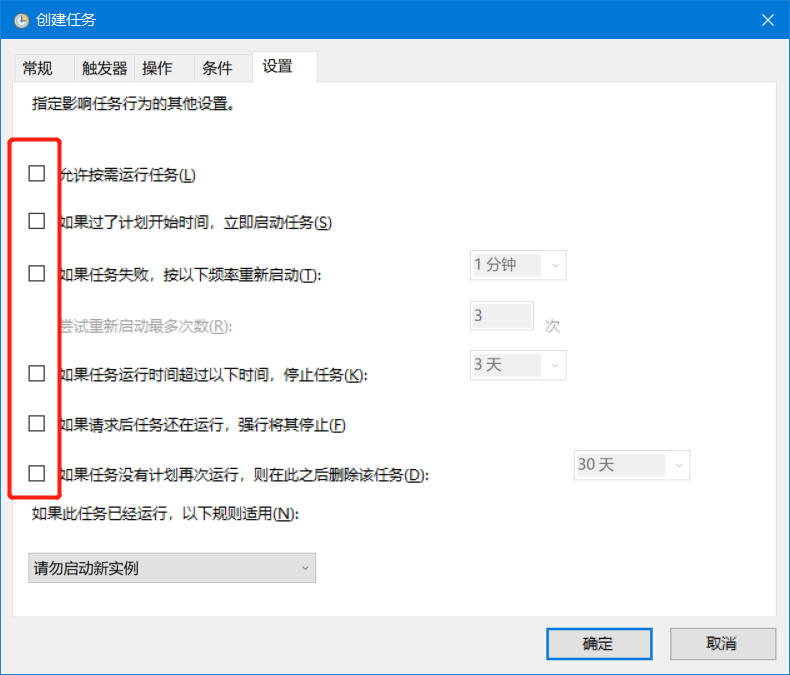 创建任务
常规 触发器 操作 条件 设置
指定影响任务行为的其他设置。
允许按需运行任务(L)
如果过了计划开始时间，立即启动任务(S)
如果任务失败，按以下频率重新启动(T): 1 分钟
尝试重新启动最多次数(R): 3 次
如果任务运行时间超过以下时间，停止任务(K): 3 天
如果请求后任务还在运行，强行将其停止(F)
如果任务没有计划再次运行，则在此之后删除该任务(D): 30 天
如果此任务已经运行，以下规则适用(N):
请勿启动新实例
确定 取消